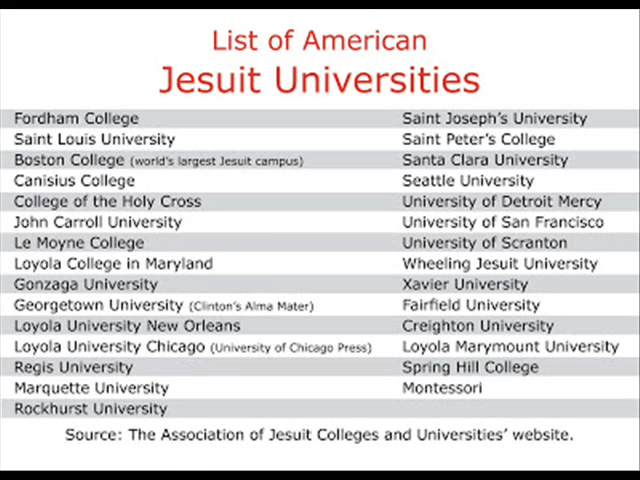 List of American
Jesuit Universities
Fordham College
Saint Louis University
Boston College (world's largest Jesuit campus)
Canisius College
College of the Holy Cross
John Carroll University
Le Moyne College
Loyola College in Maryland
Gonzaga University
Georgetown University (Clinton's Alma Mater)
Loyola University New Orleans
Loyola University Chicago (University of Chicago Press)
Regis University
Marquette University
Rockhurst University
Saint Joseph's University
Saint Peter's College
Santa Clara University
Seattle University
University of Detroit Mercy
University of San Francisco
University of Scranton
Wheeling Jesuit University
Xavier University
Fairfield University
Creighton University
Loyola Marymount University
Spring Hill College
Montessori
Source: The Association of Jesuit Colleges and Universities' website.